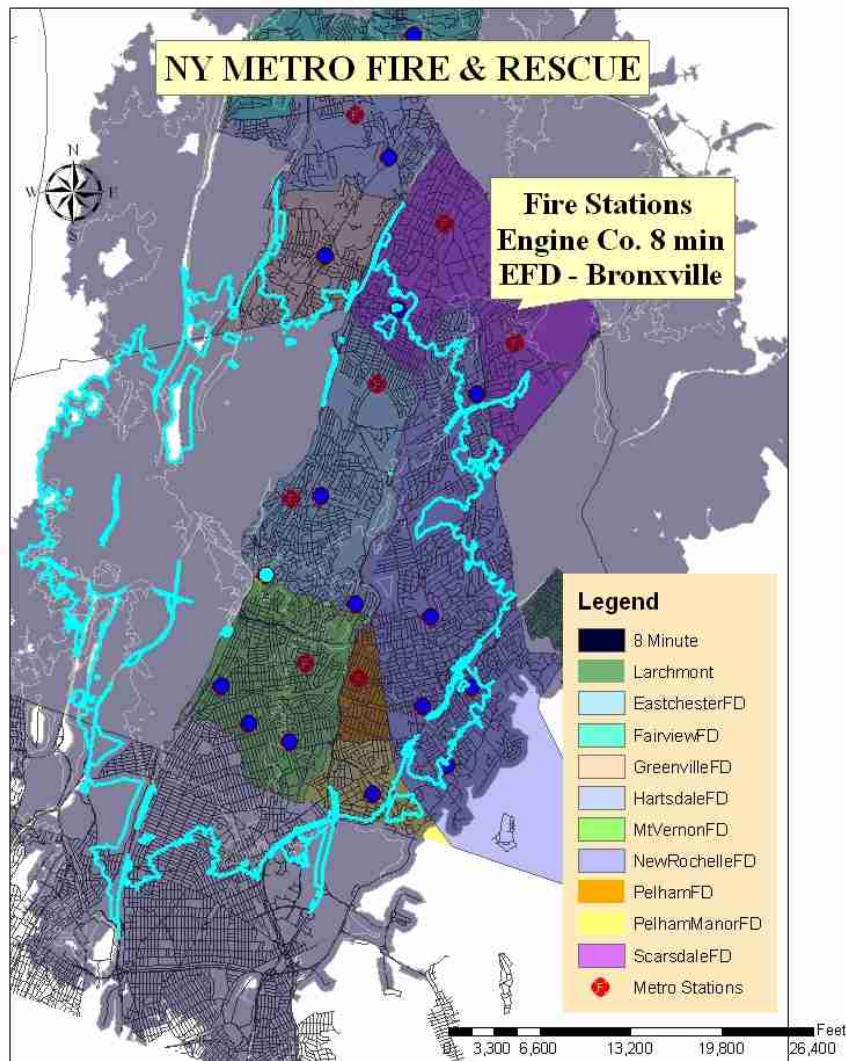 NY METRO FIRE & RESCUE
N
W E
S
Fire Stations
Engine Co. 8 min
EFD - Bronxville
Legend
8 Minute
Larchmont
EastchesterFD
FairviewFD
GreenvilleFD
HartsdaleFD
MtVernonFD
NewRochelleFD
PelhamFD
PelhamManorFD
ScarsdaleFD
F Metro Stations
Feet
0 3,300 6,600 13,200 19,800 26,400